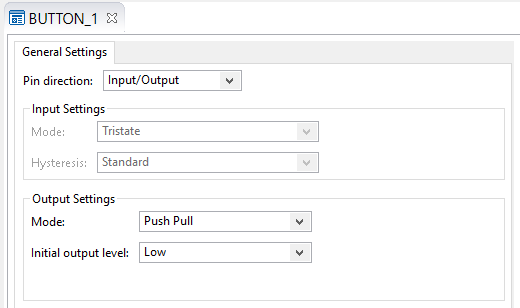 BUTTON_1
General Settings
Pin direction: Input/Output
Input Settings
Mode: Tristate
Hysteresis: Standard
Output Settings
Mode: Push Pull
Initial output level: Low